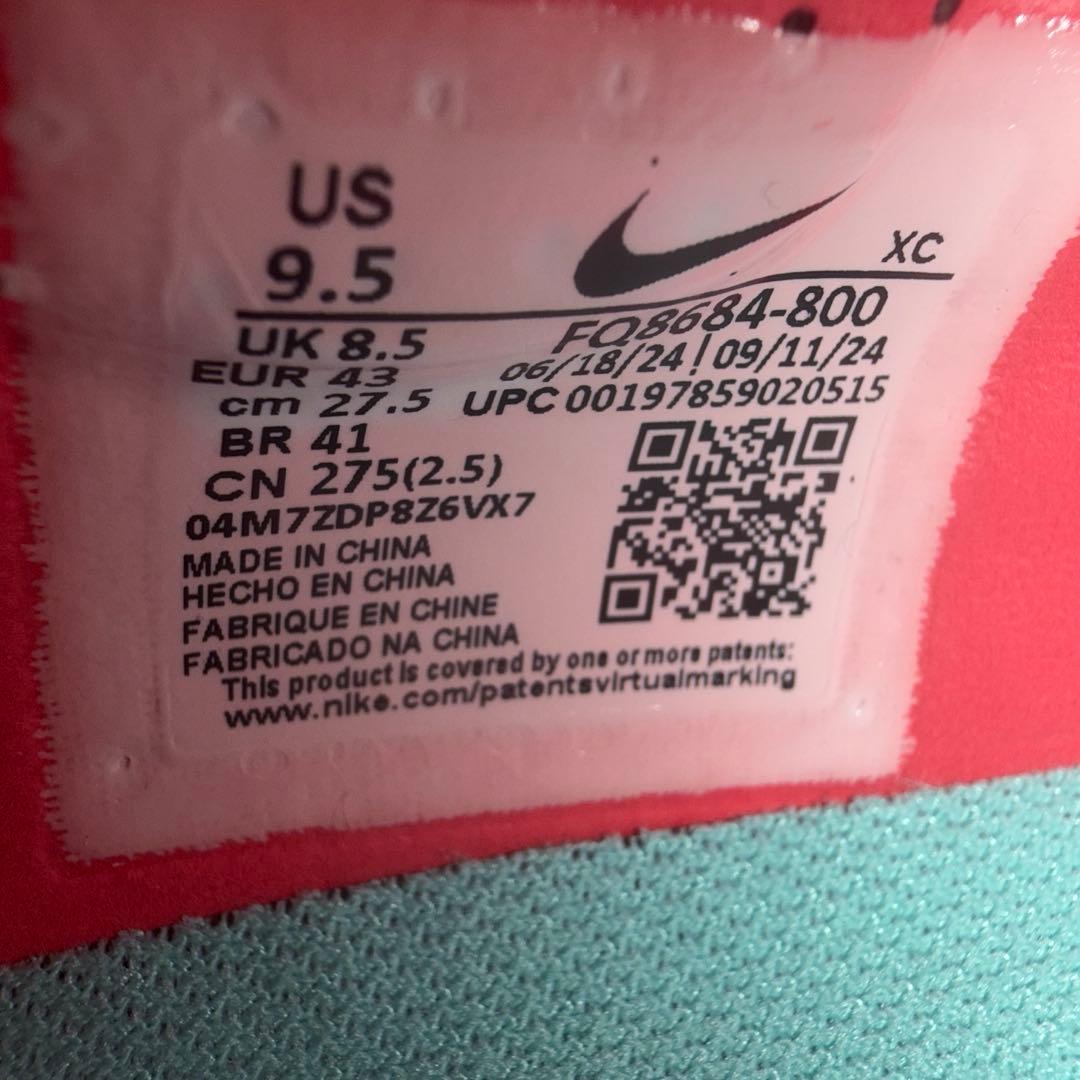 US
9.5
XC
UK 8.5
FQ8684-800
EUR 43
06/18/24 | 09/11/24
cm 27.5
UPC 00197859020515
BR 41
CN 275(2.5)
04M7ZDP8Z6VX7
MADE IN CHINA
HECHO EN CHINA
FABRIQUE EN CHINE
FABRICADO NA CHINA
This product is covered by one or more patents:
www.nike.com/patentsvirtualmarking